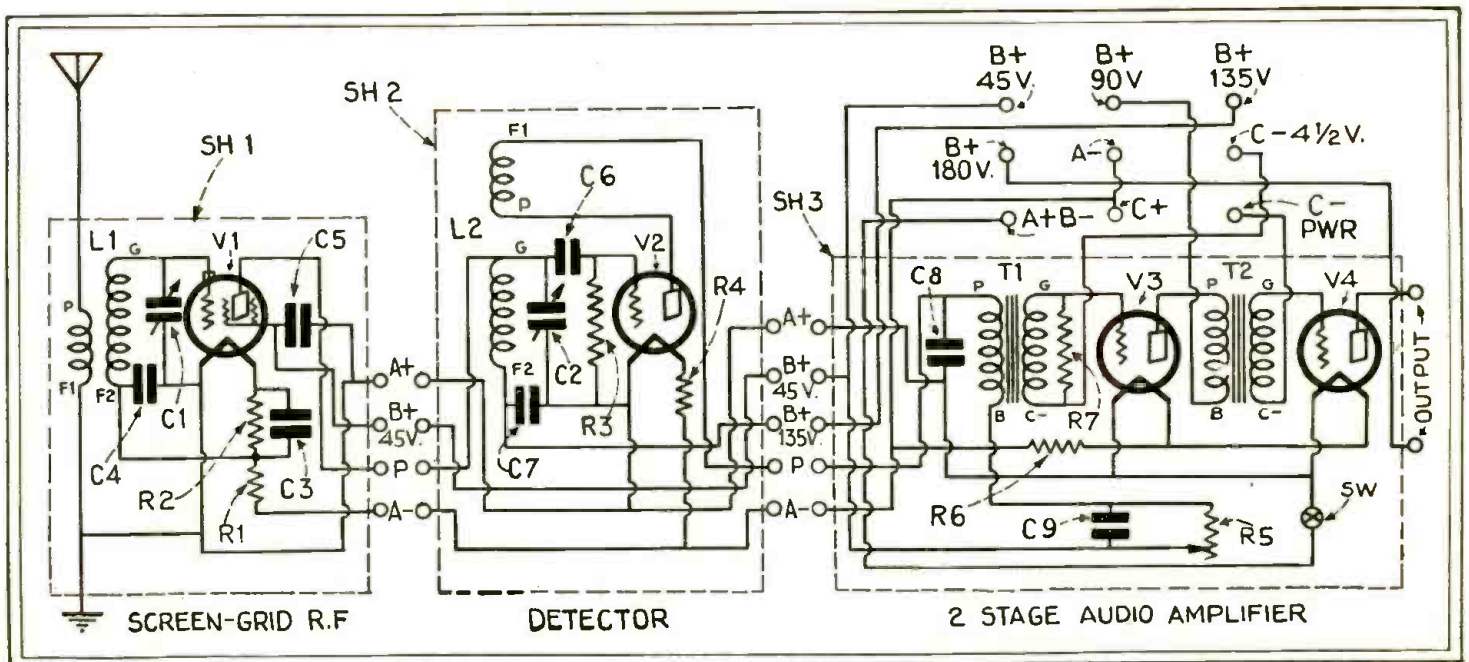 B+
45V.
B+
90V
B+
135V
B+
180V.
A-
C-4½V.
A+B-
C+
C-
PWR
SH 1
L1
G
V1
C5
P
F1
F2
C4
C1
R2
R1
C3
A+
B+
45V.
P
A-
SCREEN-GRID R.F
SH 2
F1
P
C6
L2
G
V2
R4
F2
C2
R3
C7
A+
B+
45V.
B+
135V.
P
A-
DETECTOR
SH3
C8
T1
P
G
B
C-
R7
V3
T2
P
G
B
C-
V4
OUTPUT
R6
C9
R5
SW
2 STAGE AUDIO AMPLIFIER